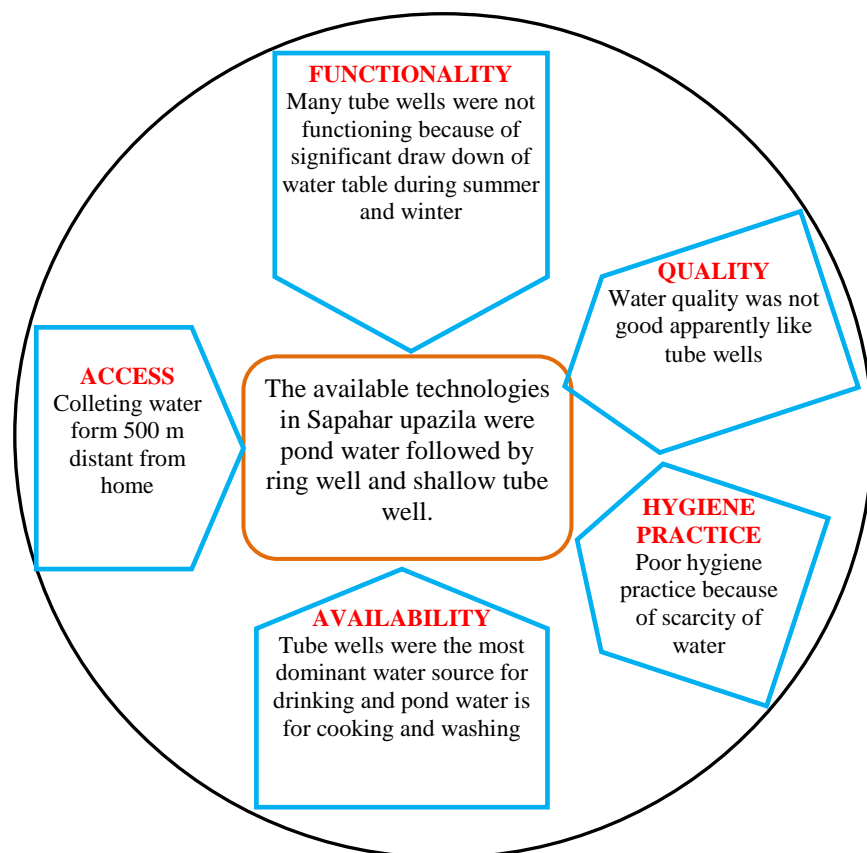 FUNCTIONALITY
Many tube wells were not
functioning because of
significant draw down of
water table during summer
and winter
QUALITY
Water quality was not
good apparently like
tube wells
ACCESS
Colleting water
form 500 m
distant from
home
The available technologies
in Sapahar upazila were
pond water followed by
ring well and shallow tube
well.
HYGIENE
PRACTICE
Poor hygiene
practice because
of scarcity of
water
AVAILABILITY
Tube wells were the most
dominant water source for
drinking and pond water is
for cooking and washing